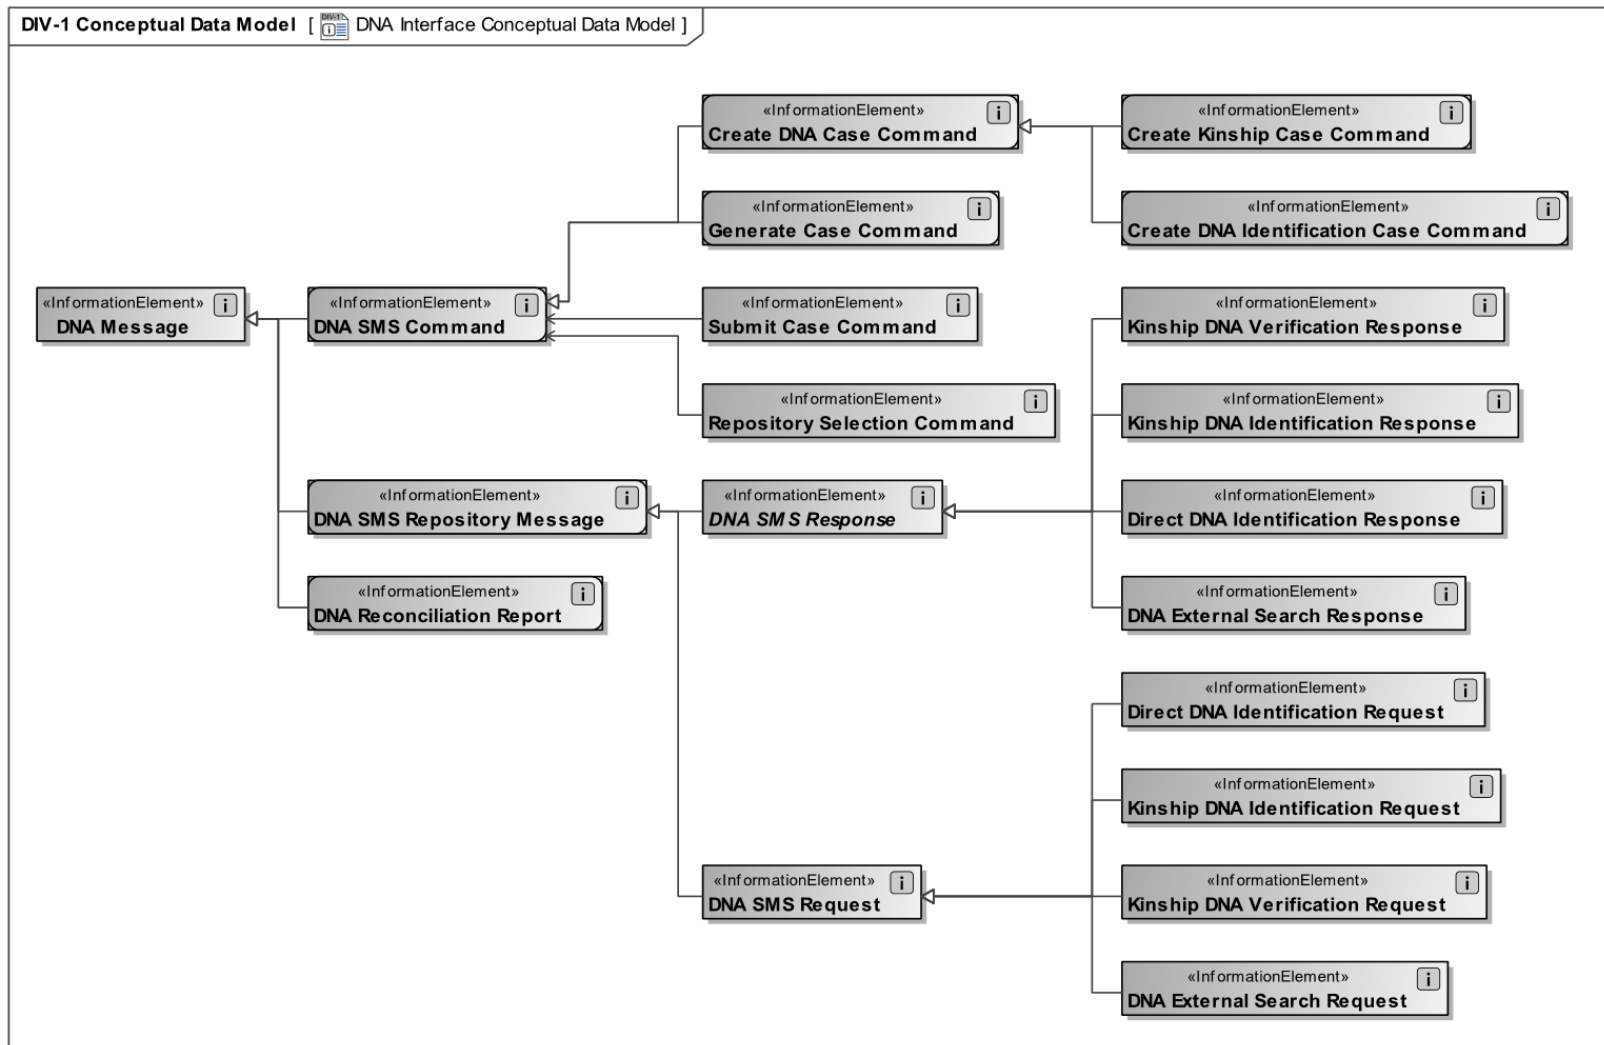 DIV-1 Conceptual Data Model [ DIV-1 i DNA Interface Conceptual Data Model ]
«InformationElement» i
Create DNA Case Command
«InformationElement» i
Create Kinship Case Command
«InformationElement» i
Generate Case Command
«InformationElement» i
Create DNA Identification Case Command
«InformationElement» i
DNA Message
«InformationElement» i
DNA SMS Command
«InformationElement» i
Submit Case Command
«InformationElement» i
Kinship DNA Verification Response
«InformationElement» i
Repository Selection Command
«InformationElement» i
Kinship DNA Identification Response
«InformationElement» i
DNA SMS Repository Message
«InformationElement» i
DNA SMS Response
«InformationElement» i
Direct DNA Identification Response
«InformationElement» i
DNA Reconciliation Report
«InformationElement» i
DNA External Search Response
«InformationElement» i
Direct DNA Identification Request
«InformationElement» i
Kinship DNA Identification Request
«InformationElement» i
DNA SMS Request
«InformationElement» i
Kinship DNA Verification Request
«InformationElement» i
DNA External Search Request